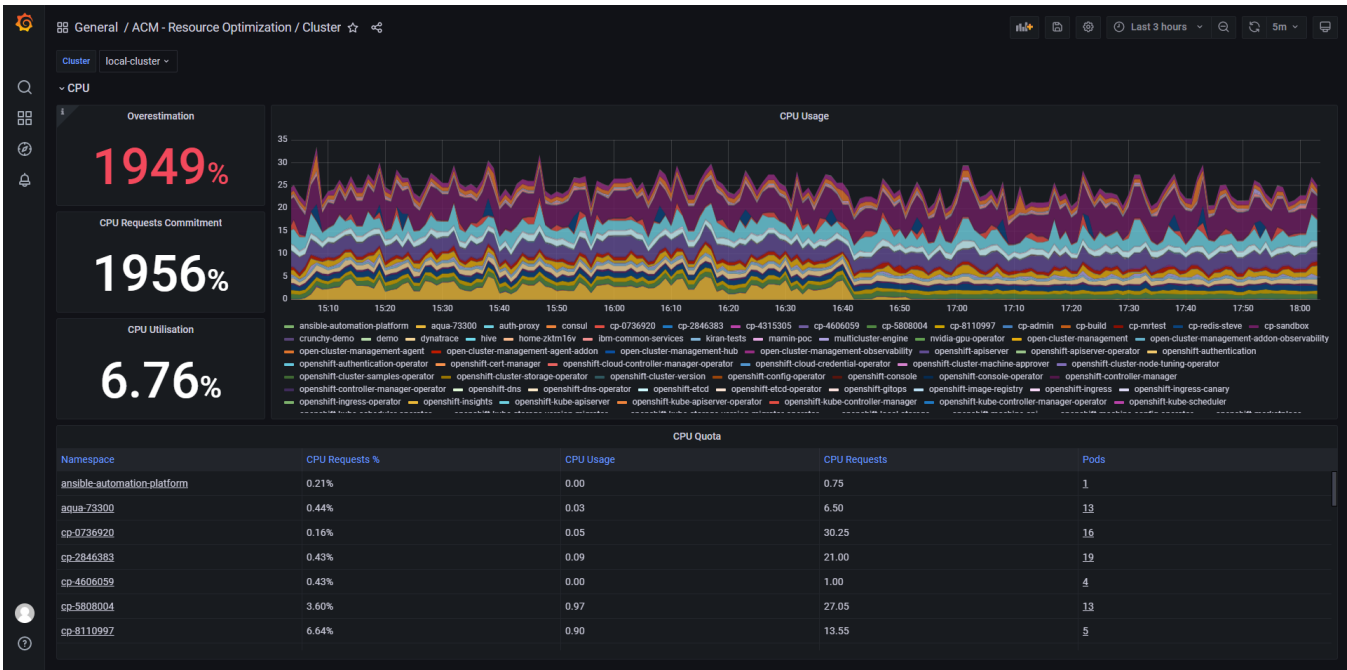 General / ACM - Resource Optimization / Cluster
Last 3 hours
5m
Cluster local-cluster
CPU
Overestimation
1949%
CPU Requests Commitment
1956%
CPU Utilisation
6.76%
CPU Usage
35
30
25
20
15
10
5
0
15:10 15:20 15:30 15:40 15:50 16:00 16:10 16:20 16:30 16:40 16:50 17:00 17:10 17:20 17:30 17:40 17:50 18:00
ansible-automation-platform aqua-73300 auth-proxy consul cp-0736920 cp-2846383 cp-4315305 cp-4606059 cp-5808004 cp-8110997 cp-admin cp-build cp-mrtest cp-redis-steve cp-sandbox
crunchy-demo demo dynatrace hive home-zktm16v ibm-common-services kiran-tests mamin-poc multicluster-engine nvidia-gpu-operator open-cluster-management open-cluster-management-addon-observability
open-cluster-management-agent open-cluster-management-agent-addon open-cluster-management-hub open-cluster-management-observability openshift-apiserver openshift-apiserver-operator openshift-authentication
openshift-authentication-operator openshift-cert-manager openshift-cloud-controller-manager-operator openshift-cloud-credential-operator openshift-cluster-machine-approver openshift-cluster-node-tuning-operator
openshift-cluster-samples-operator openshift-cluster-storage-operator openshift-cluster-version openshift-config-operator openshift-console openshift-console-operator openshift-controller-manager
openshift-controller-manager-operator openshift-dns openshift-dns-operator openshift-etcd openshift-etcd-operator openshift-gitops openshift-image-registry openshift-ingress openshift-ingress-canary
openshift-ingress-operator openshift-insights openshift-kube-apiserver openshift-kube-apiserver-operator openshift-kube-controller-manager openshift-kube-controller-manager-operator openshift-kube-scheduler
CPU Quota
Namespace CPU Requests % CPU Usage CPU Requests Pods
ansible-automation-platform 0.21% 0.00 0.75 1
aqua-73300 0.44% 0.03 6.50 13
cp-0736920 0.16% 0.05 30.25 16
cp-2846383 0.43% 0.09 21.00 19
cp-4606059 0.43% 0.00 1.00 4
cp-5808004 3.60% 0.97 27.05 13
cp-8110997 6.64% 0.90 13.55 5